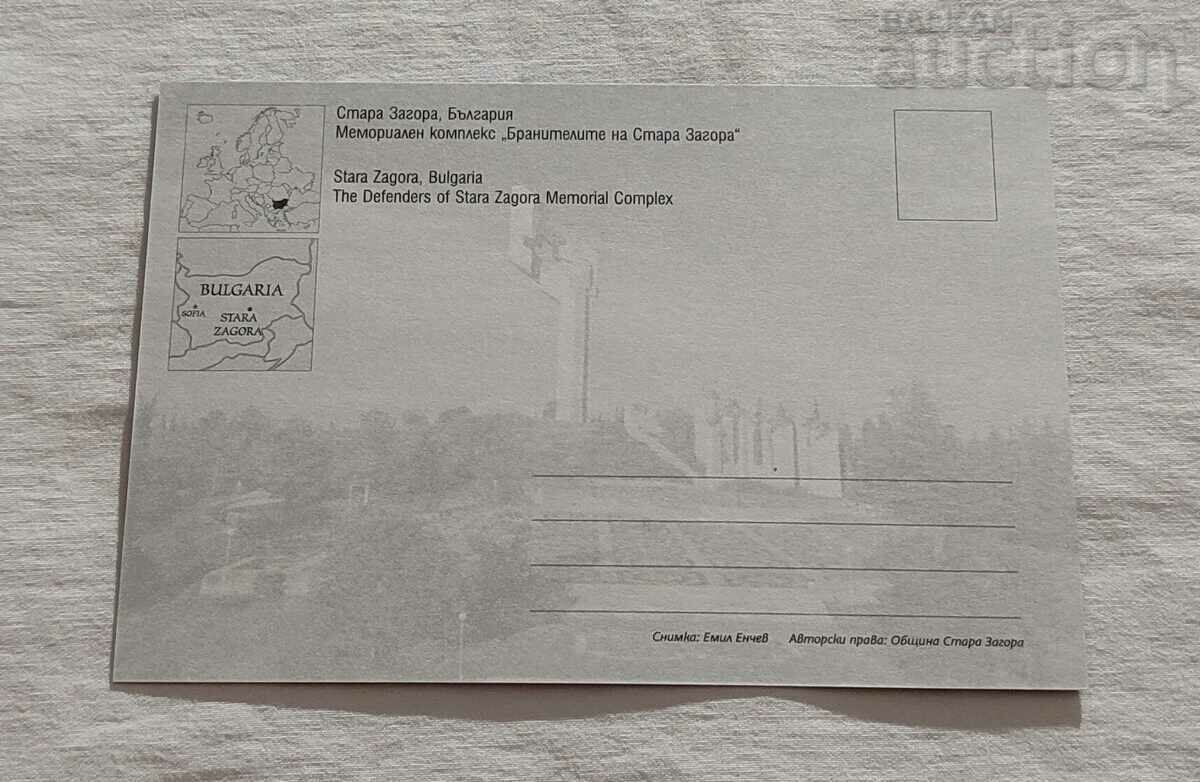 BALKAN
auction
Стара Загора, България
Мемориален комплекс „Бранителите на Стара Загора“
Stara Zagora, Bulgaria
The Defenders of Stara Zagora Memorial Complex
BULGARIA
SOFIA
STARA
ZAGORA
Снимка: Емил Енчев Авторски права: Община Стара Загора